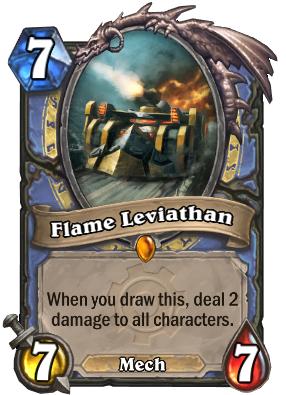 7
Flame Leviathan
When you draw this, deal 2
damage to all characters.
7
Mech
7